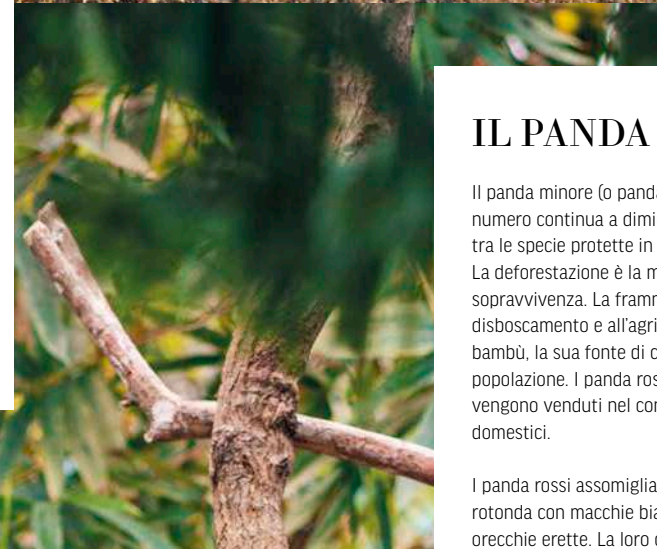 IL PANDA
Il panda minore (o panda
numero continua a dimi
tra le specie protette in
La deforestazione è la m
sopravvivenza. La framm
disboscamento e all'agri
bambù, la sua fonte di c
popolazione. I panda ros
vengono venduti nel con
domestici.
I panda rossi assomiglia
rotonda con macchie bia
orecchie erette. La loro c